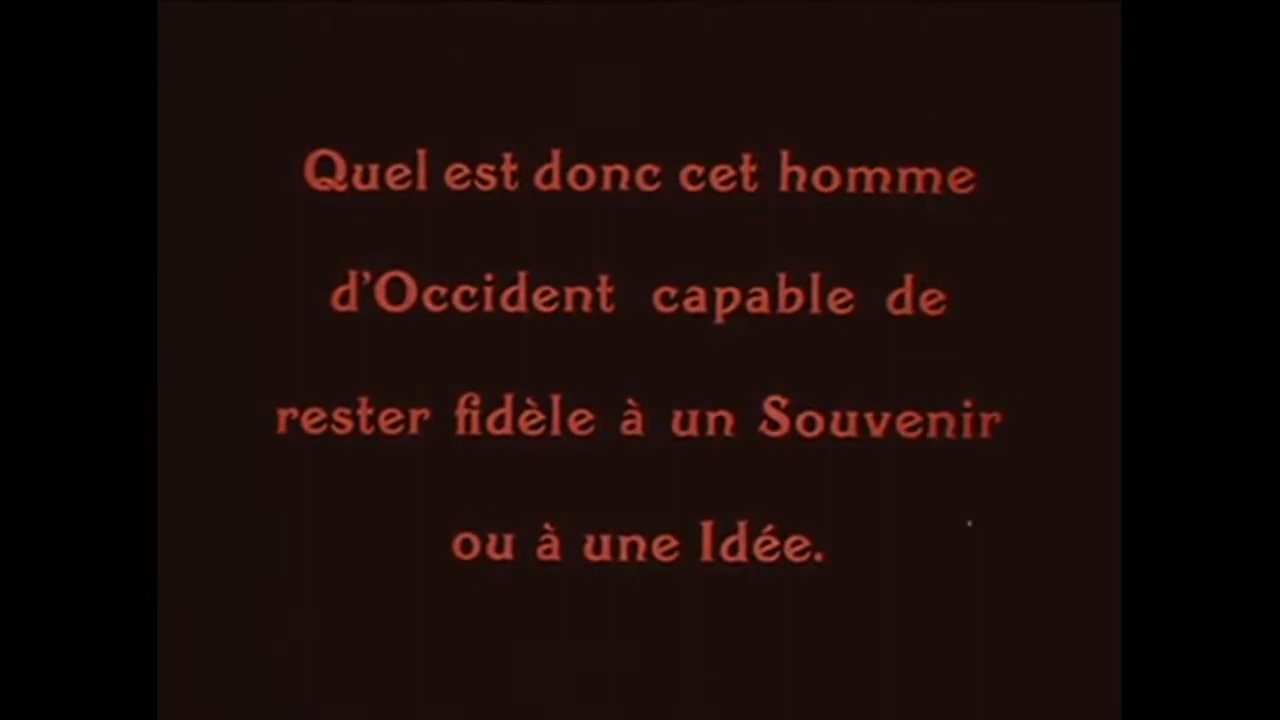 Quel est donc cet homme
d'Occident capable de
rester fidèle à un Souvenir
ou à une Idée.